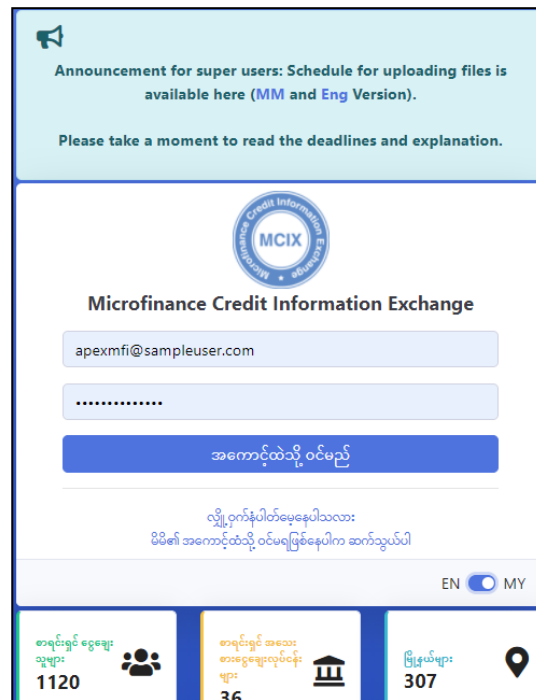 Announcement for super users: Schedule for uploading files is
available here (MM and Eng Version).
Please take a moment to read the deadlines and explanation.
Microfinance Credit Information Exchange
MCIX
Microfinance Credit Information Exchange
apexmfi@sampleuser.com
အကောင့်ထဲသို့ ဝင်မည်
လျှို့ဝှက်နံပါတ်မေ့နေပါသလား
မိမိ၏ အကောင့်ထဲသို့ ဝင်မရဖြစ်နေပါက ဆက်သွယ်ပါ
EN MY
စာရင်းရှင် ငွေချေး
သူများ
1120
စာရင်းရှင် အသေး
စားငွေချေးလုပ်ငန်း
များ
36
မြို့နယ်များ
307